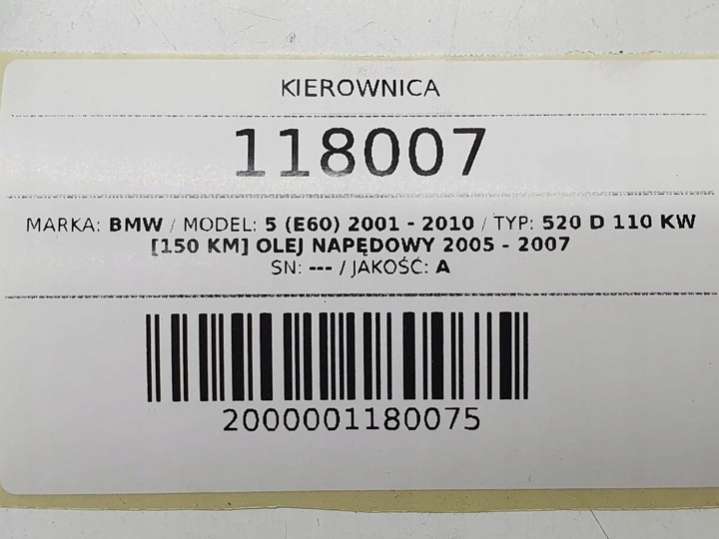 KIEROWNICA
118007
MARKA: BMW / MODEL: 5 (E60) 2001 - 2010 / TYP: 520 D 110 KW
[150 KM] OLEJ NAPĘDOWY 2005 - 2007
SN: --- / JAKOŚĆ: A
2000001180075